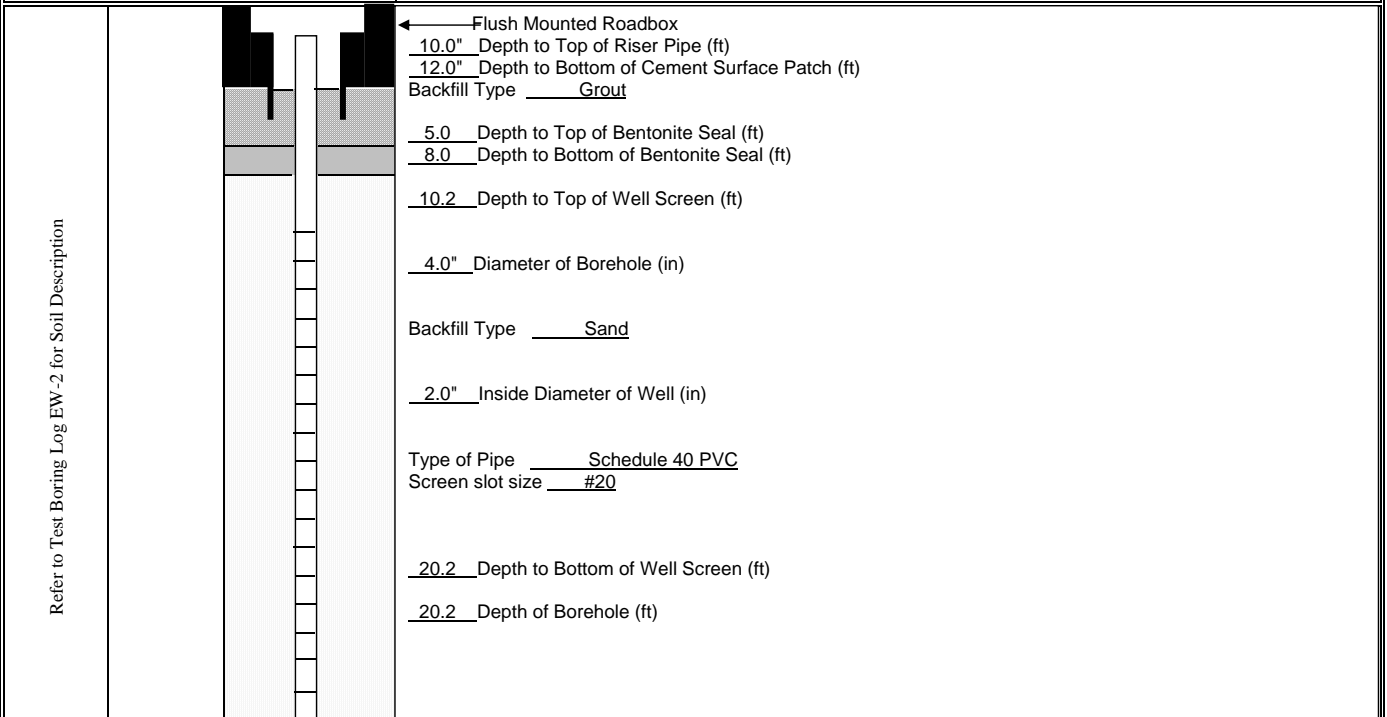 Flush Mounted Roadbox
10.0" Depth to Top of Riser Pipe (ft)
12.0" Depth to Bottom of Cement Surface Patch (ft)
Backfill Type Grout
5.0 Depth to Top of Bentonite Seal (ft)
8.0 Depth to Bottom of Bentonite Seal (ft)
10.2 Depth to Top of Well Screen (ft)
4.0" Diameter of Borehole (in)
Backfill Type Sand
2.0" Inside Diameter of Well (in)
Type of Pipe Schedule 40 PVC
Screen slot size #20
20.2 Depth to Bottom of Well Screen (ft)
20.2 Depth of Borehole (ft)
Refer to Test Boring Log EW-2 for Soil Description